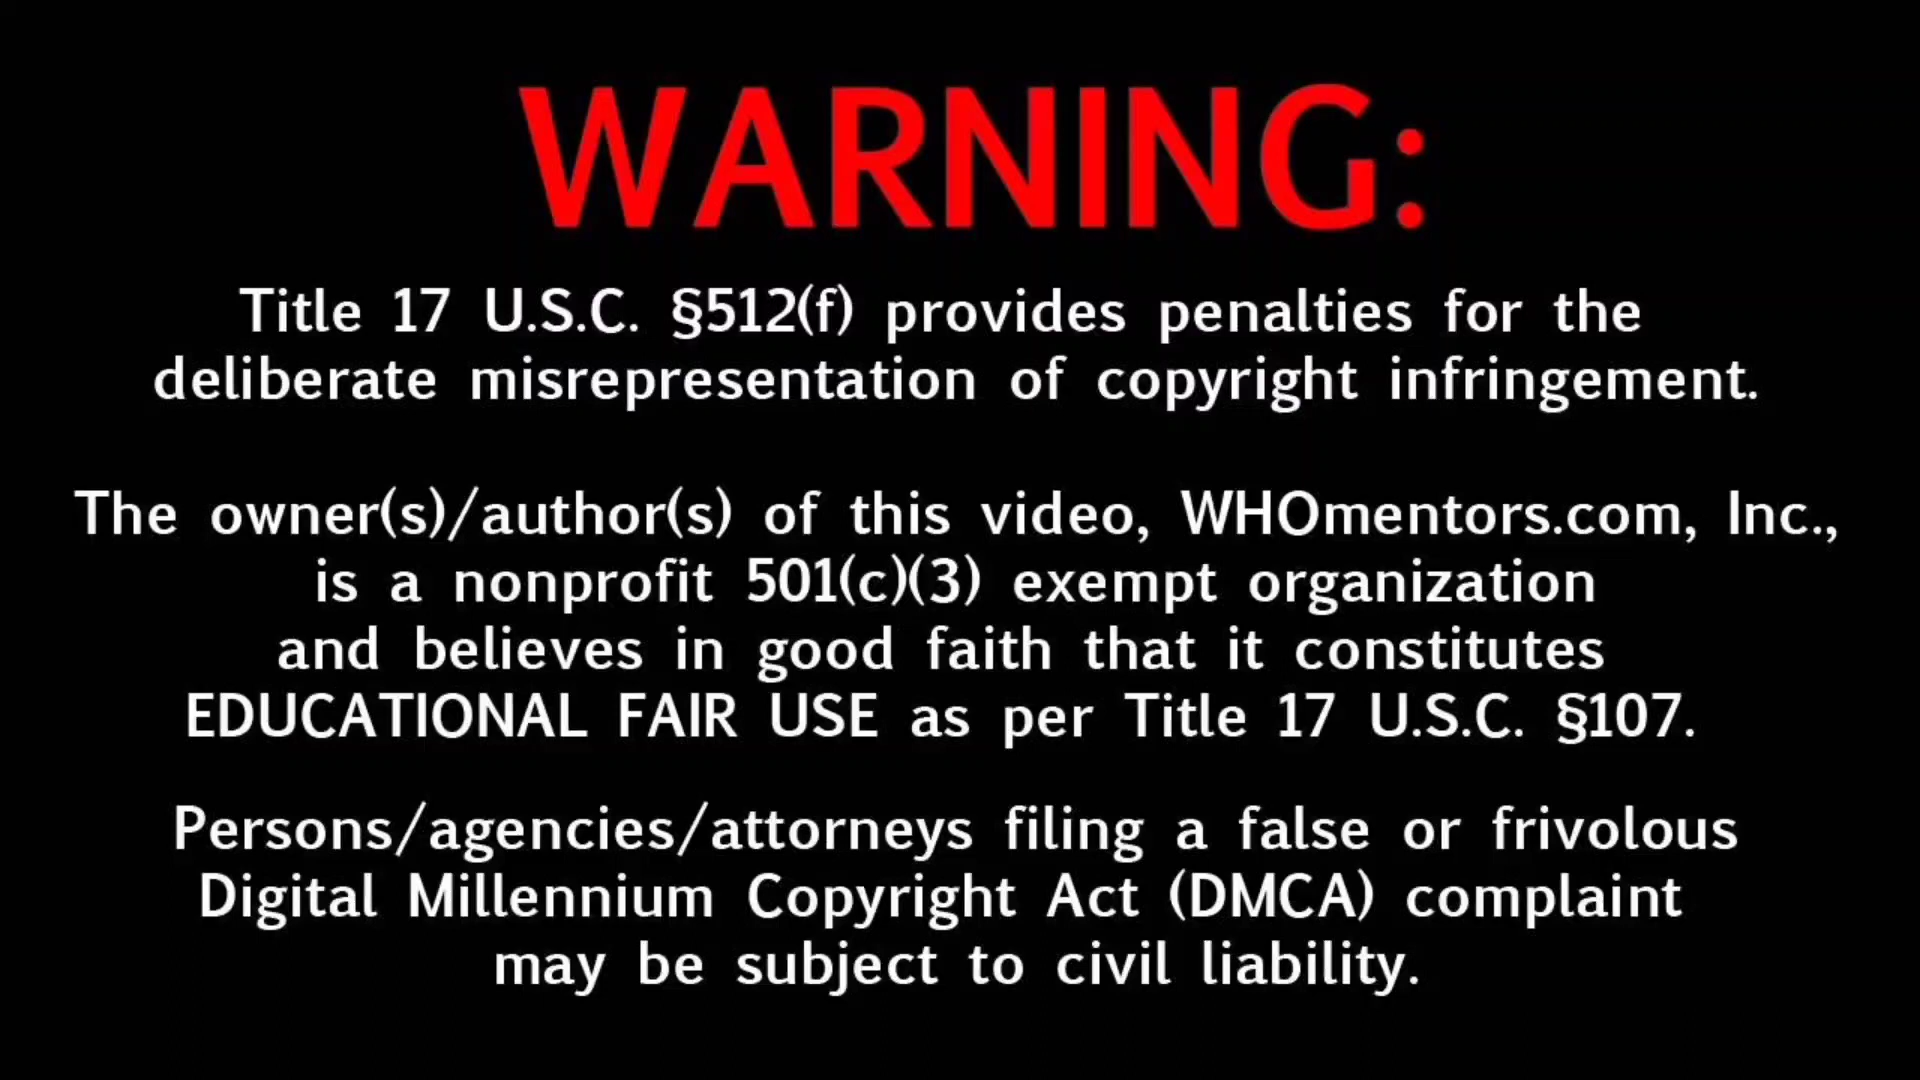 WARNING:
Title 17 U.S.C. §512(f) provides penalties for the
deliberate misrepresentation of copyright infringement.
The owner(s)/author(s) of this video, WHOmentors.com, Inc.,
is a nonprofit 501(c)(3) exempt organization
and believes in good faith that it constitutes
EDUCATIONAL FAIR USE as per Title 17 U.S.C. §107.
Persons/agencies/attorneys filing a false or frivolous
Digital Millennium Copyright Act (DMCA) complaint
may be subject to civil liability.